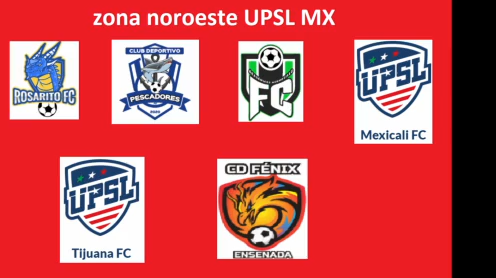 zona noroeste UPSL MX
ROSARITO FC
CLUB DEPORTIVO
PESCADORES
FC
UPSL
Mexicali FC
UPSL
Tijuana FC
CD FÉNIX
ENSENADA